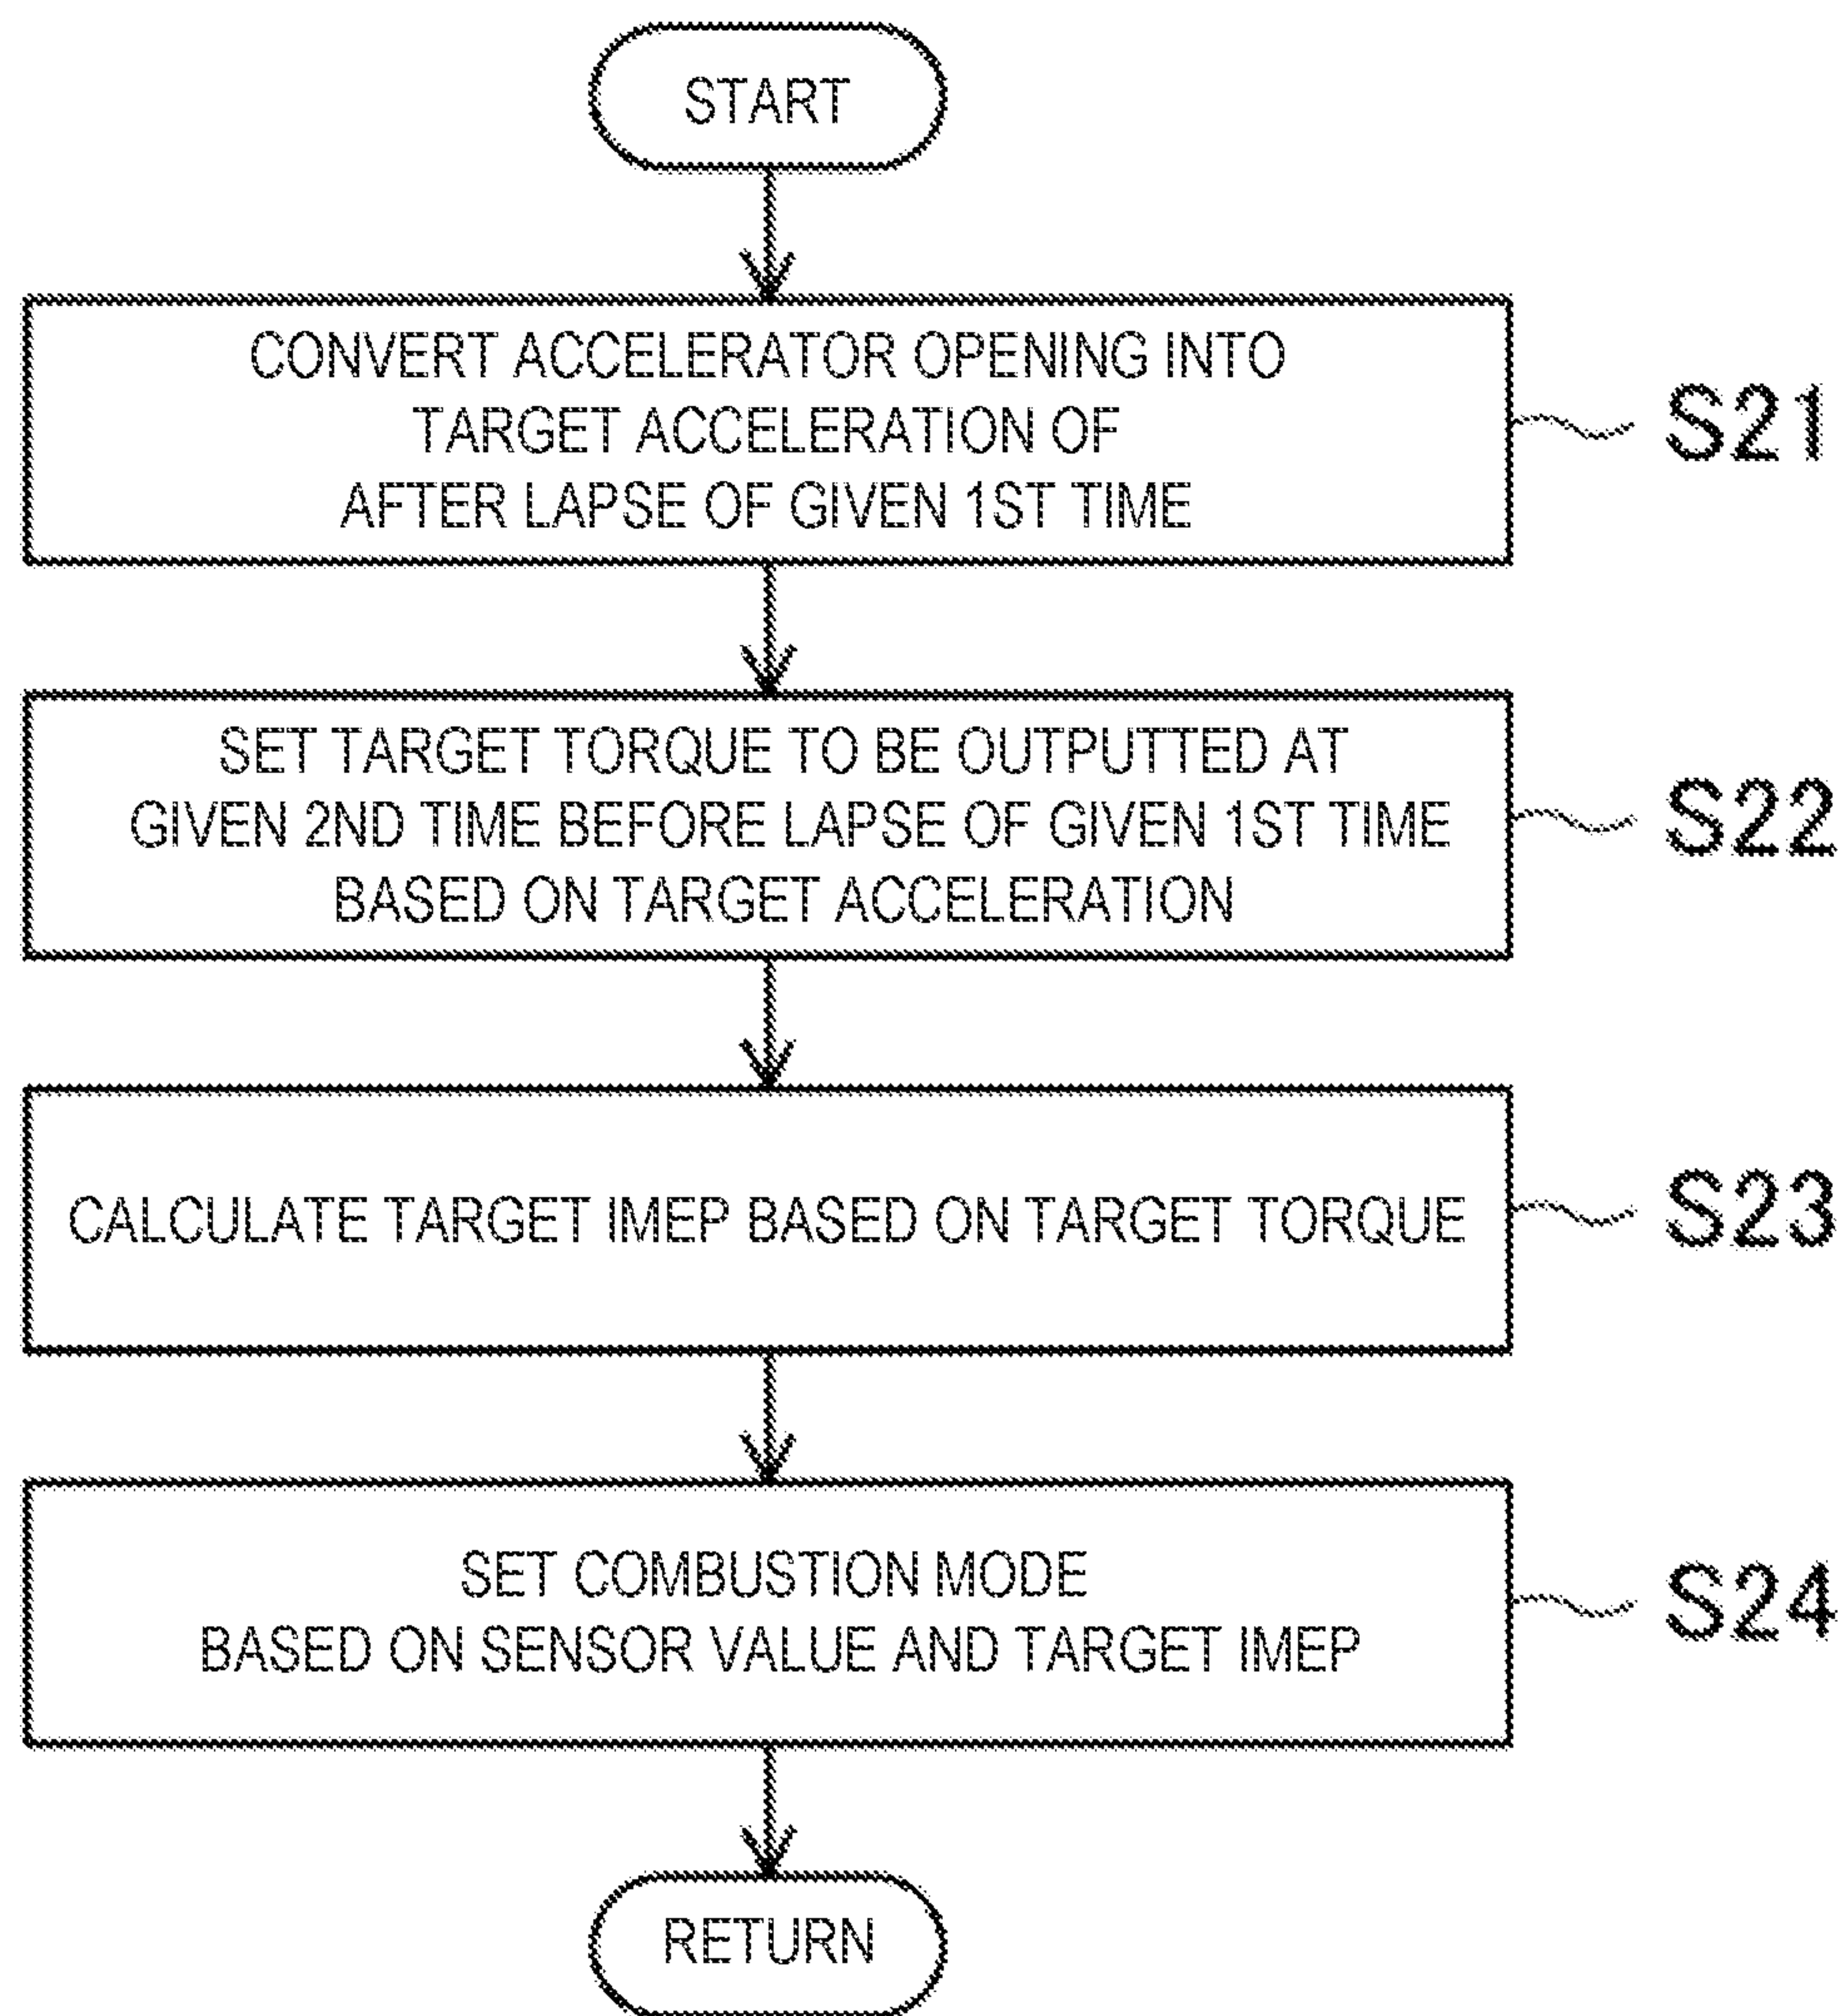 START
CONVERT ACCELERATOR OPENING INTO
TARGET ACCELERATION OF
AFTER LAPSE OF GIVEN 1ST TIME
S21
SET TARGET TORQUE TO BE OUTPUTTED AT
GIVEN 2ND TIME BEFORE LAPSE OF GIVEN 1ST TIME
BASED ON TARGET ACCELERATION
S22
CALCULATE TARGET IMEP BASED ON TARGET TORQUE
S23
SET COMBUSTION MODE
BASED ON SENSOR VALUE AND TARGET IMEP
S24
RETURN